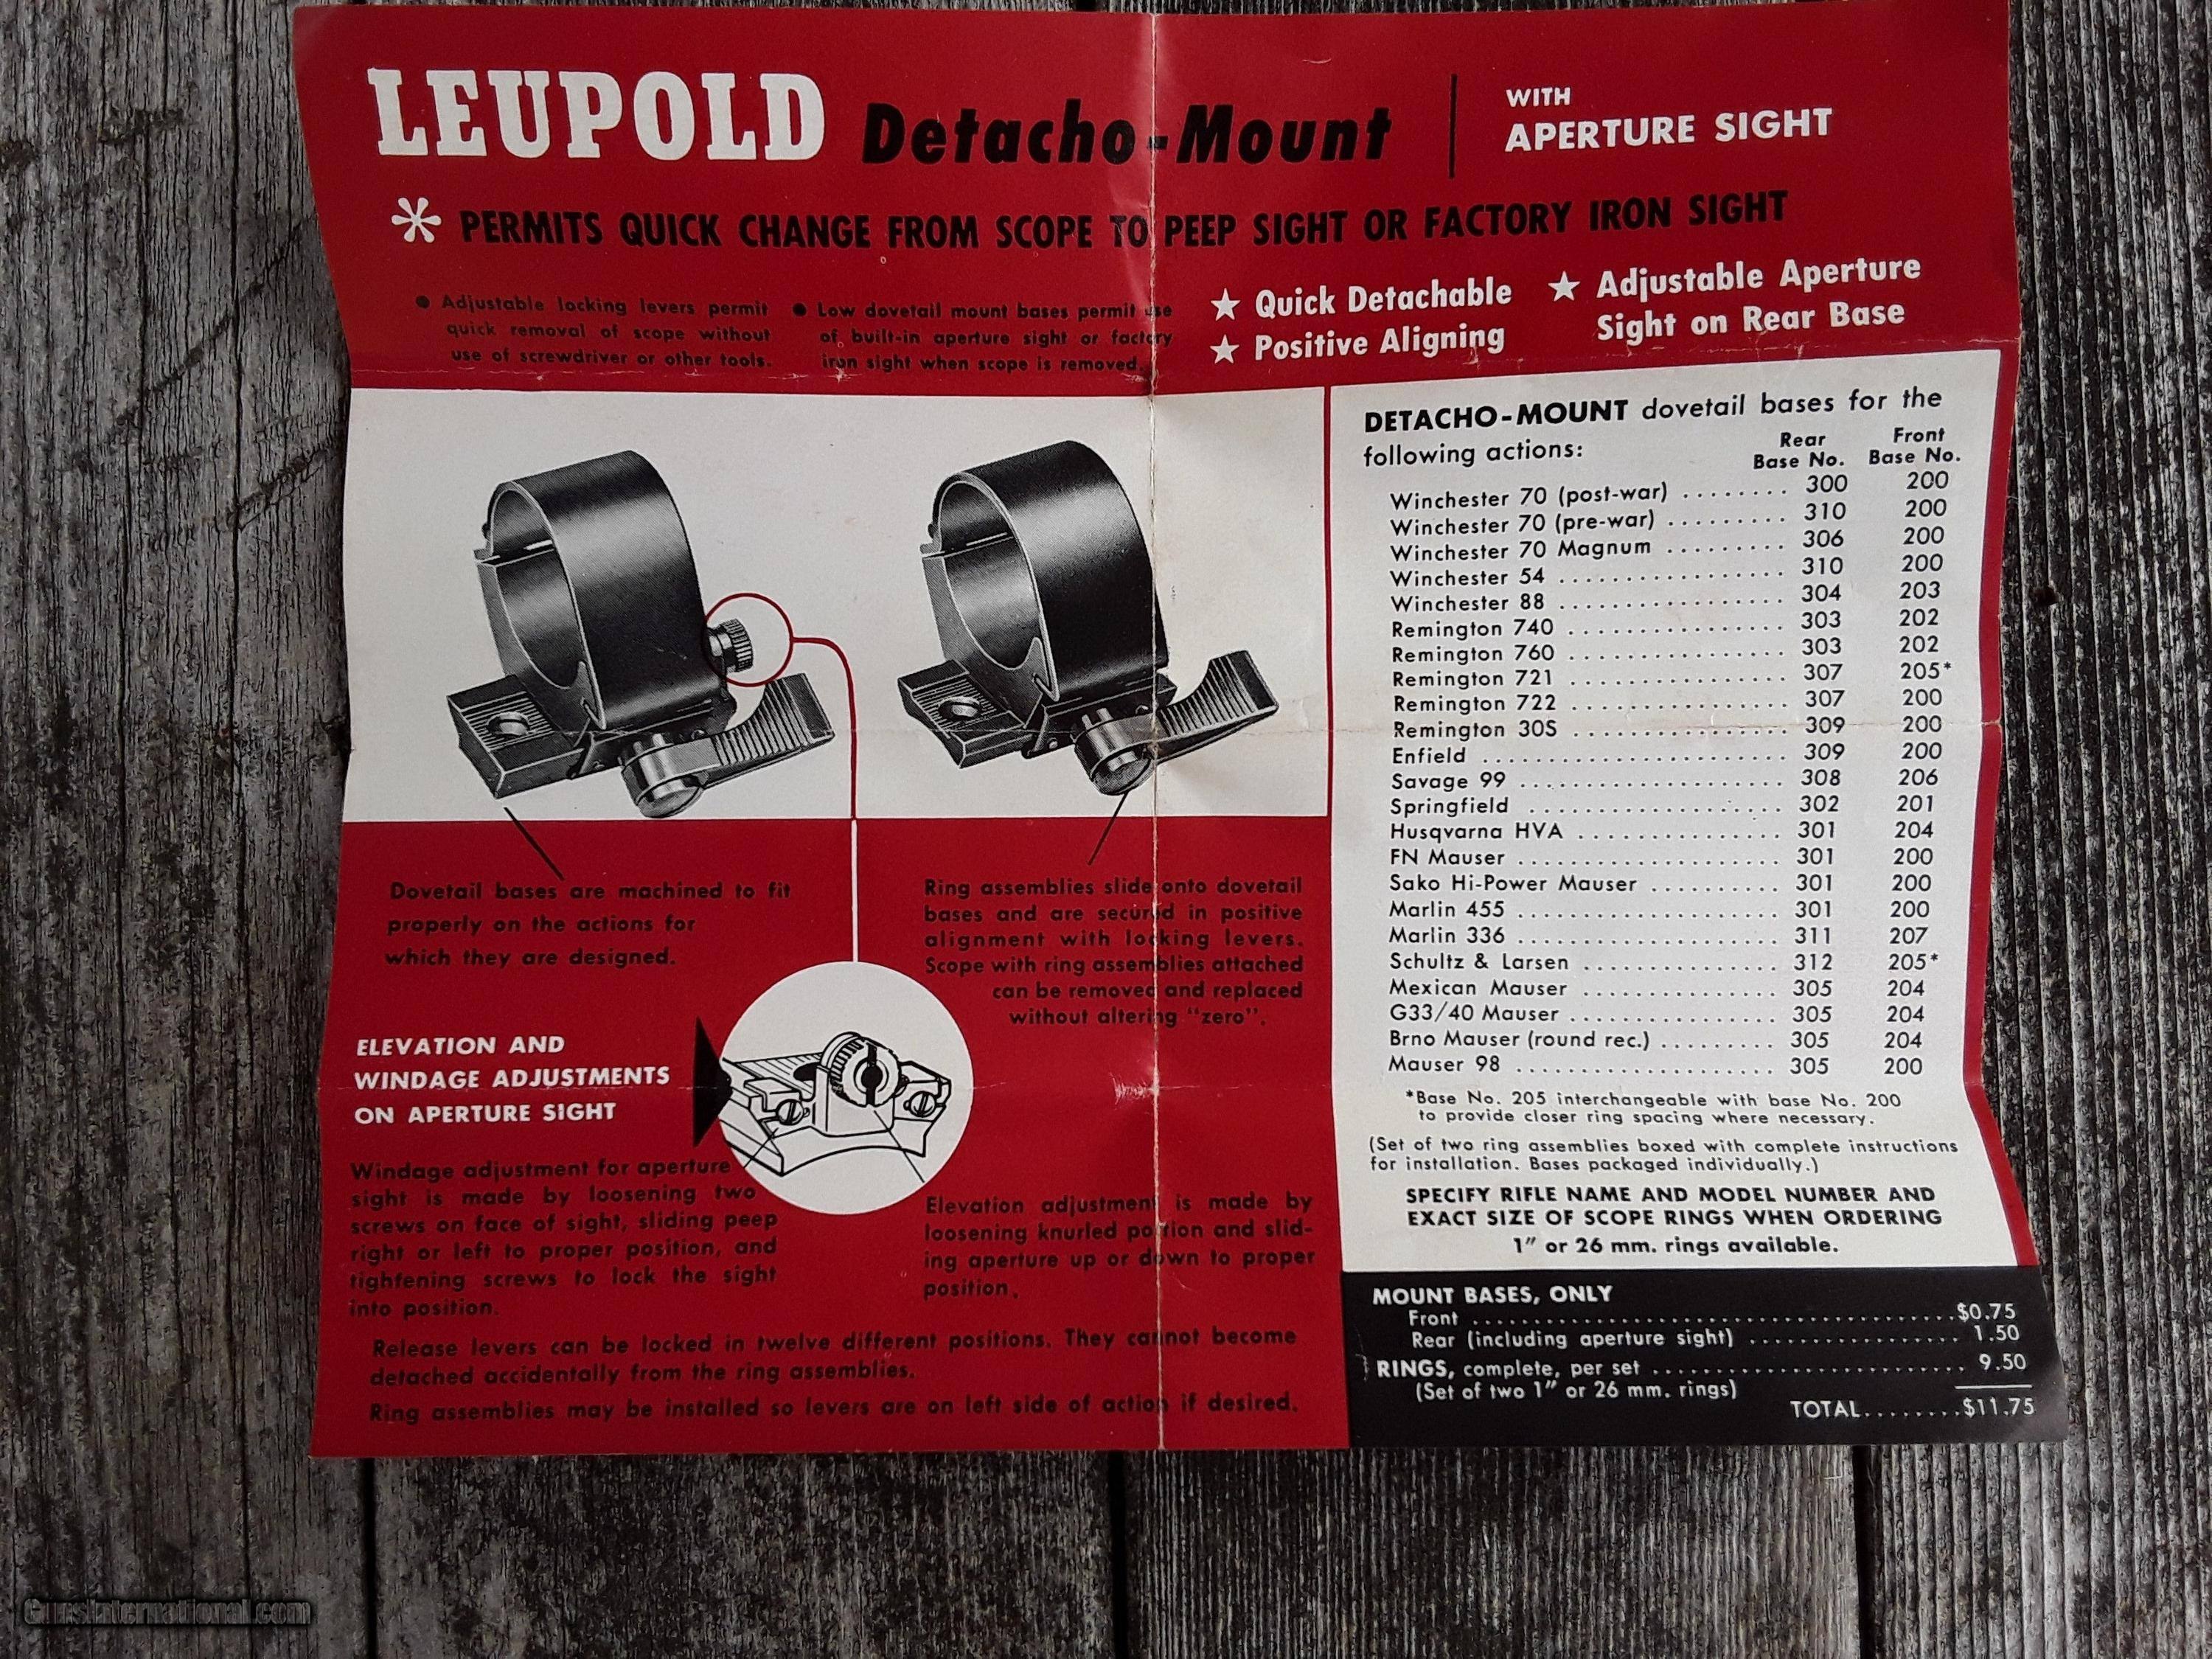 LEUPOLD Detacho-Mount
WITH
APERTURE SIGHT
* PERMITS QUICK CHANGE FROM SCOPE TO PEEP SIGHT OR FACTORY IRON SIGHT
● Adjustable locking levers permit
quick removal of scope without
use of screwdriver or other tools.
● Low dovetail mount bases permit use
of built-in aperture sight or factory
iron sight when scope is removed.
★ Quick Detachable
★ Positive Aligning
★ Adjustable Aperture
Sight on Rear Base
Dovetail bases are machined to fit
properly on the actions for
which they are designed.
Ring assemblies slide onto dovetail
bases and are secured in positive
alignment with locking levers.
Scope with ring assemblies attached
can be removed and replaced
without altering "zero".
ELEVATION AND
WINDAGE ADJUSTMENTS
ON APERTURE SIGHT
Windage adjustment for aperture
sight is made by loosening two
screws on face of sight, sliding peep
right or left to proper position, and
tightening screws to lock the sight
into position.
Elevation adjustment is made by
loosening knurled portion and slid-
ing aperture up or down to proper
position.
Release levers can be locked in twelve different positions. They cannot become
detached accidentally from the ring assemblies.
Ring assemblies may be installed so levers are on left side of action if desired.
DETACHO-MOUNT dovetail bases for the
following actions:
Rear Base No. Front Base No.
Winchester 70 (post-war) ........ 300 200
Winchester 70 (pre-war) ......... 310 200
Winchester 70 Magnum ......... 306 200
Winchester 54 ................. 310 200
Winchester 88 ................. 304 203
Remington 740 ................ 303 202
Remington 760 ................ 303 202
Remington 721 ................ 307 205*
Remington 722 ................ 307 200
Remington 30S ................ 309 200
Enfield ....................... 309 200
Savage 99 .................... 308 206
Springfield ................... 302 201
Husqvarna HVA ............... 301 204
FN Mauser .................... 301 200
Sako Hi-Power Mauser .......... 301 200
Marlin 455 .................... 301 200
Marlin 336 .................... 311 207
Schultz & Larsen ............... 312 205*
Mexican Mauser ............... 305 204
G33/40 Mauser ................ 305 204
Brno Mauser (round rec.) ......... 305 204
Mauser 98 .................... 305 200
*Base No. 205 interchangeable with base No. 200
to provide closer ring spacing where necessary.
(Set of two ring assemblies boxed with complete instructions
for installation. Bases packaged individually.)
SPECIFY RIFLE NAME AND MODEL NUMBER AND
EXACT SIZE OF SCOPE RINGS WHEN ORDERING
1" or 26 mm. rings available.
MOUNT BASES, ONLY
Front ........................................ $0.75
Rear (including aperture sight) .................. 1.50
RINGS, complete, per set .......................... 9.50
(Set of two 1" or 26 mm. rings)
TOTAL........$11.75
GunsInternational.com